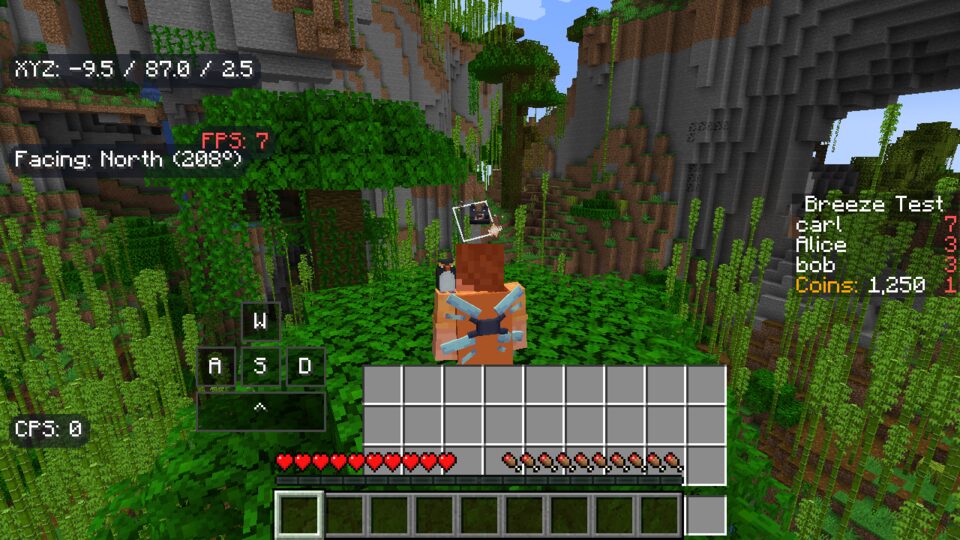 XYZ: -9.5 / 87.0 / 2.5
FPS: 7
Facing: North (208°)
Breeze Test
carl 7
Alice 3
bob 3
Coins: 1,250 1
W
A S D
^
CPS: 0